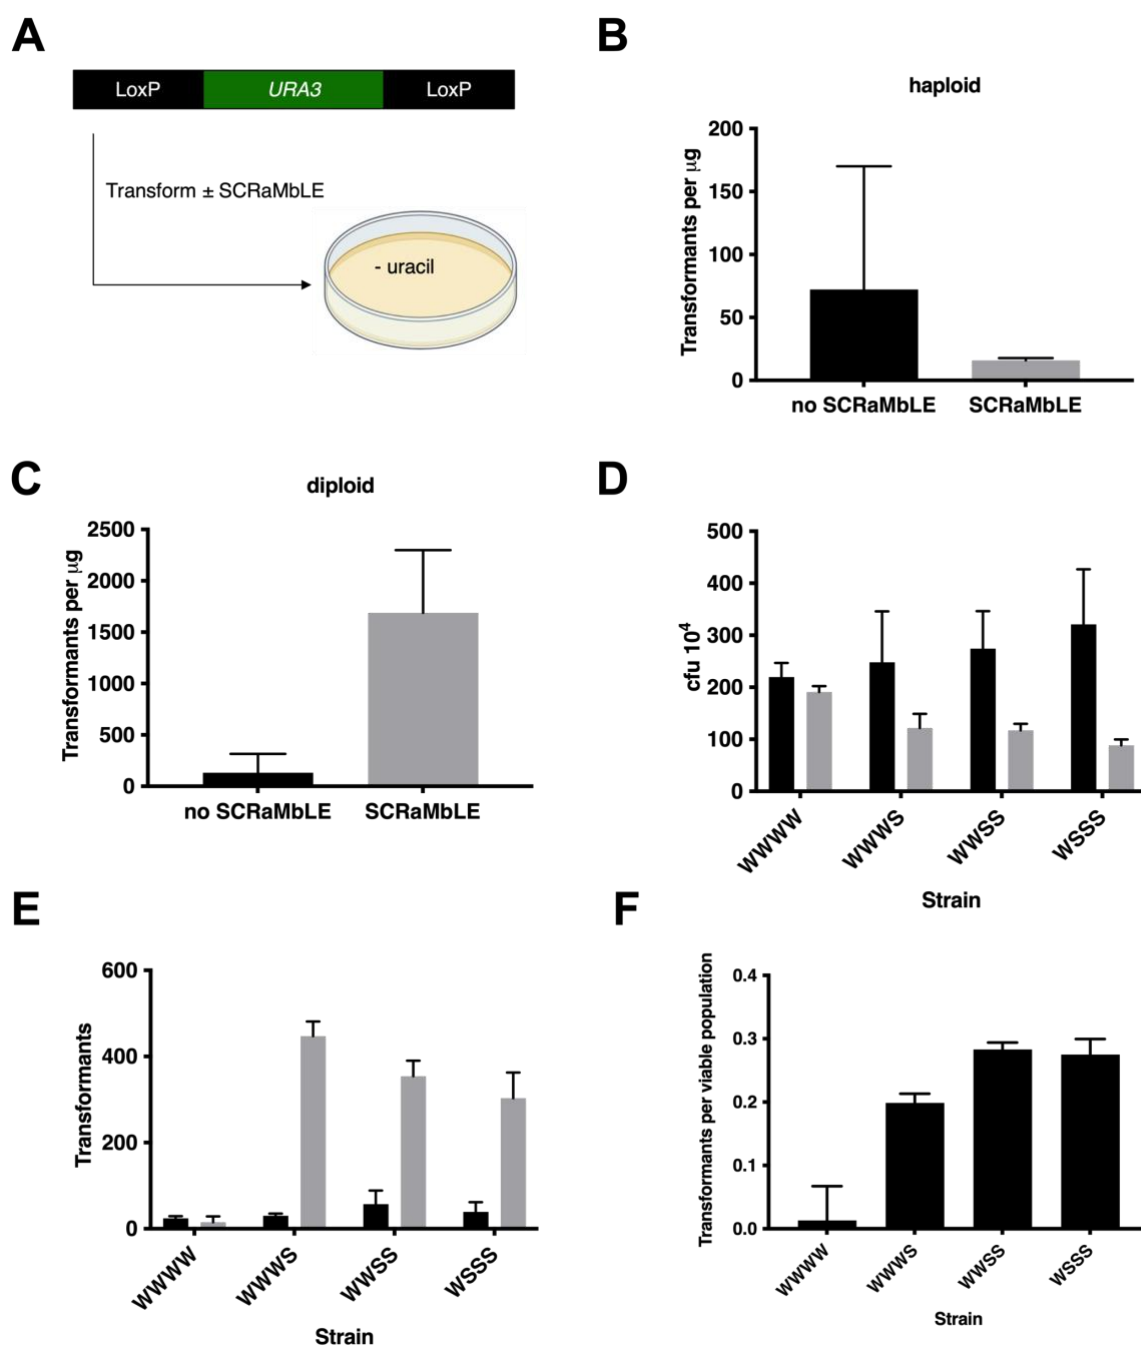 A
LoxP URA3 LoxP
Transform ± SCRaMbLE
- uracil
B
haploid
Transformants per μg
200
150
100
50
0
no SCRaMbLE SCRaMbLE
C
diploid
Transformants per μg
2500
2000
1500
1000
500
0
no SCRaMbLE SCRaMbLE
D
cfu 10⁴
500
400
300
200
100
0
WWWW WWWS WWSS WSSS
Strain
E
Transformants
600
400
200
0
WWWW WWWS WWSS WSSS
Strain
F
Transformants per viable population
0.4
0.3
0.2
0.1
0.0
WWWW WWWS WWSS WSSS
Strain